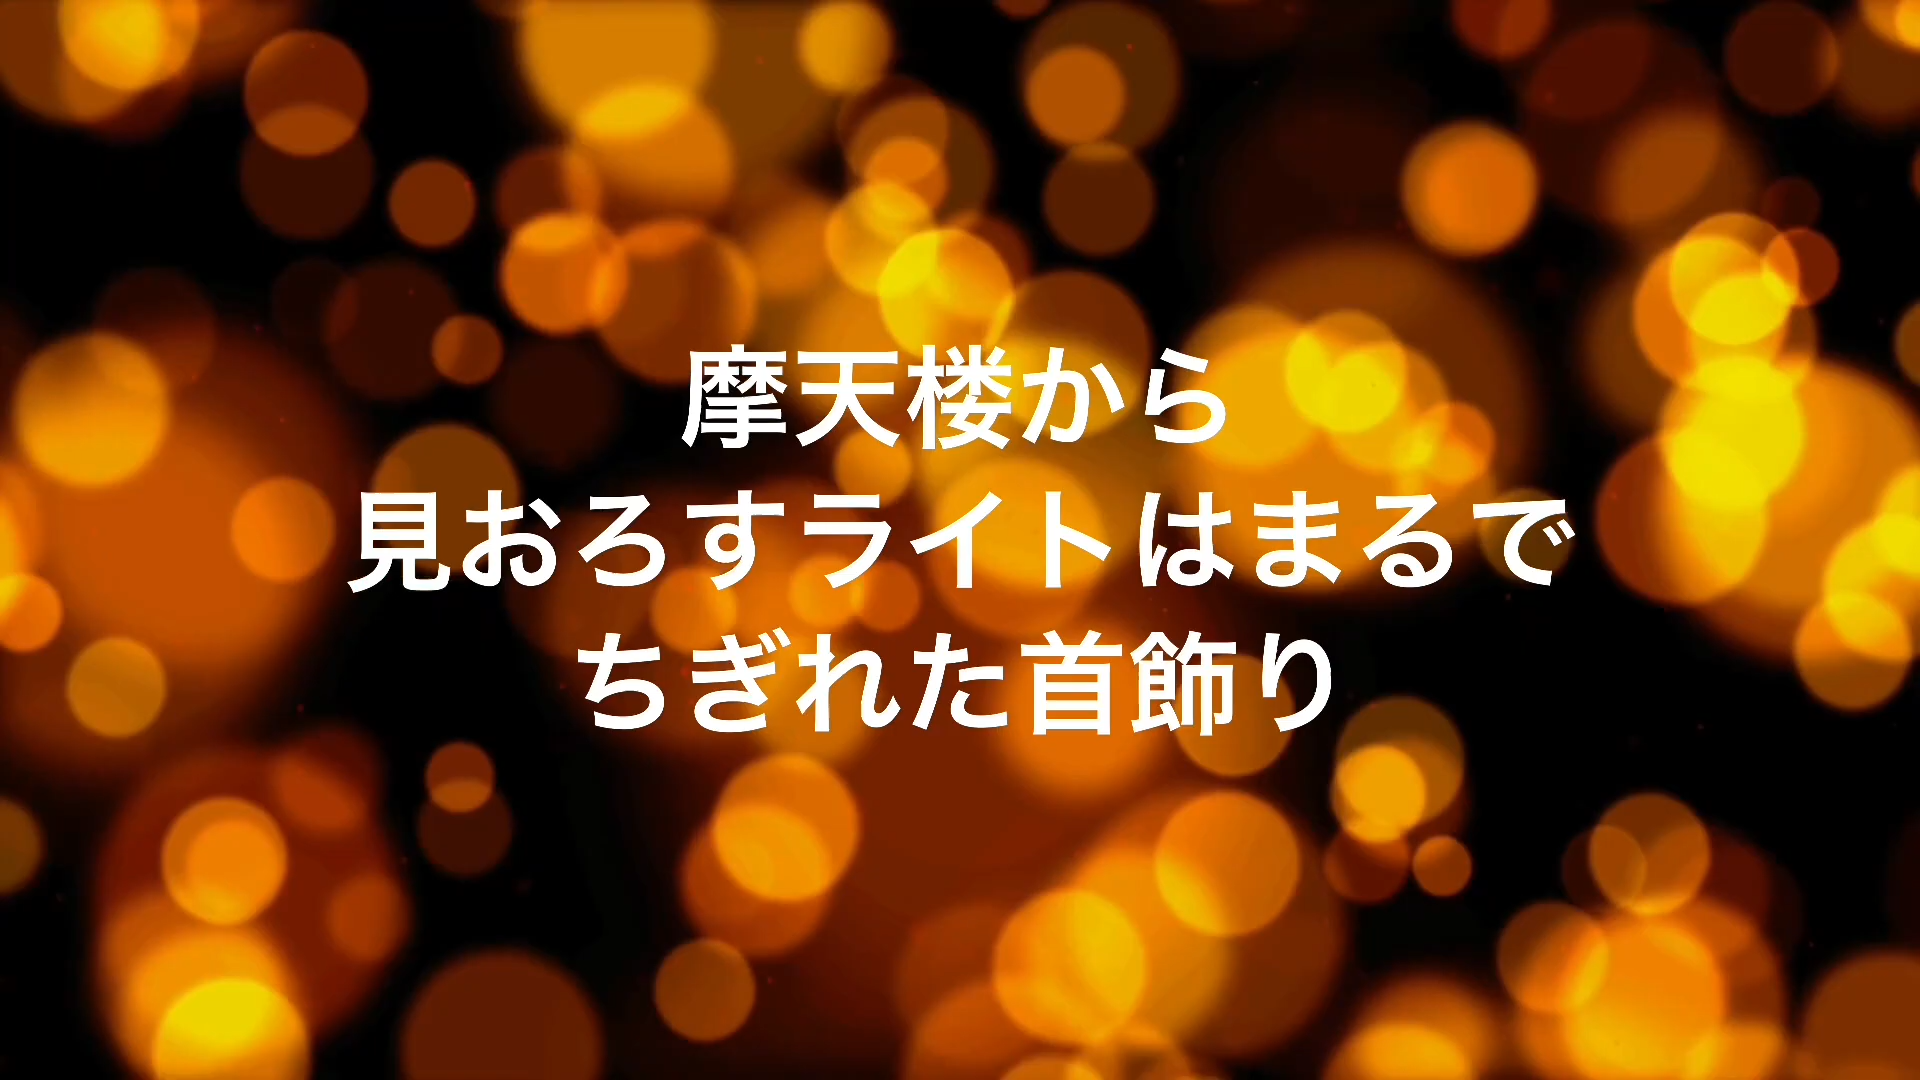 摩天楼から
見おろすライトはまるで
ちぎれた首飾り